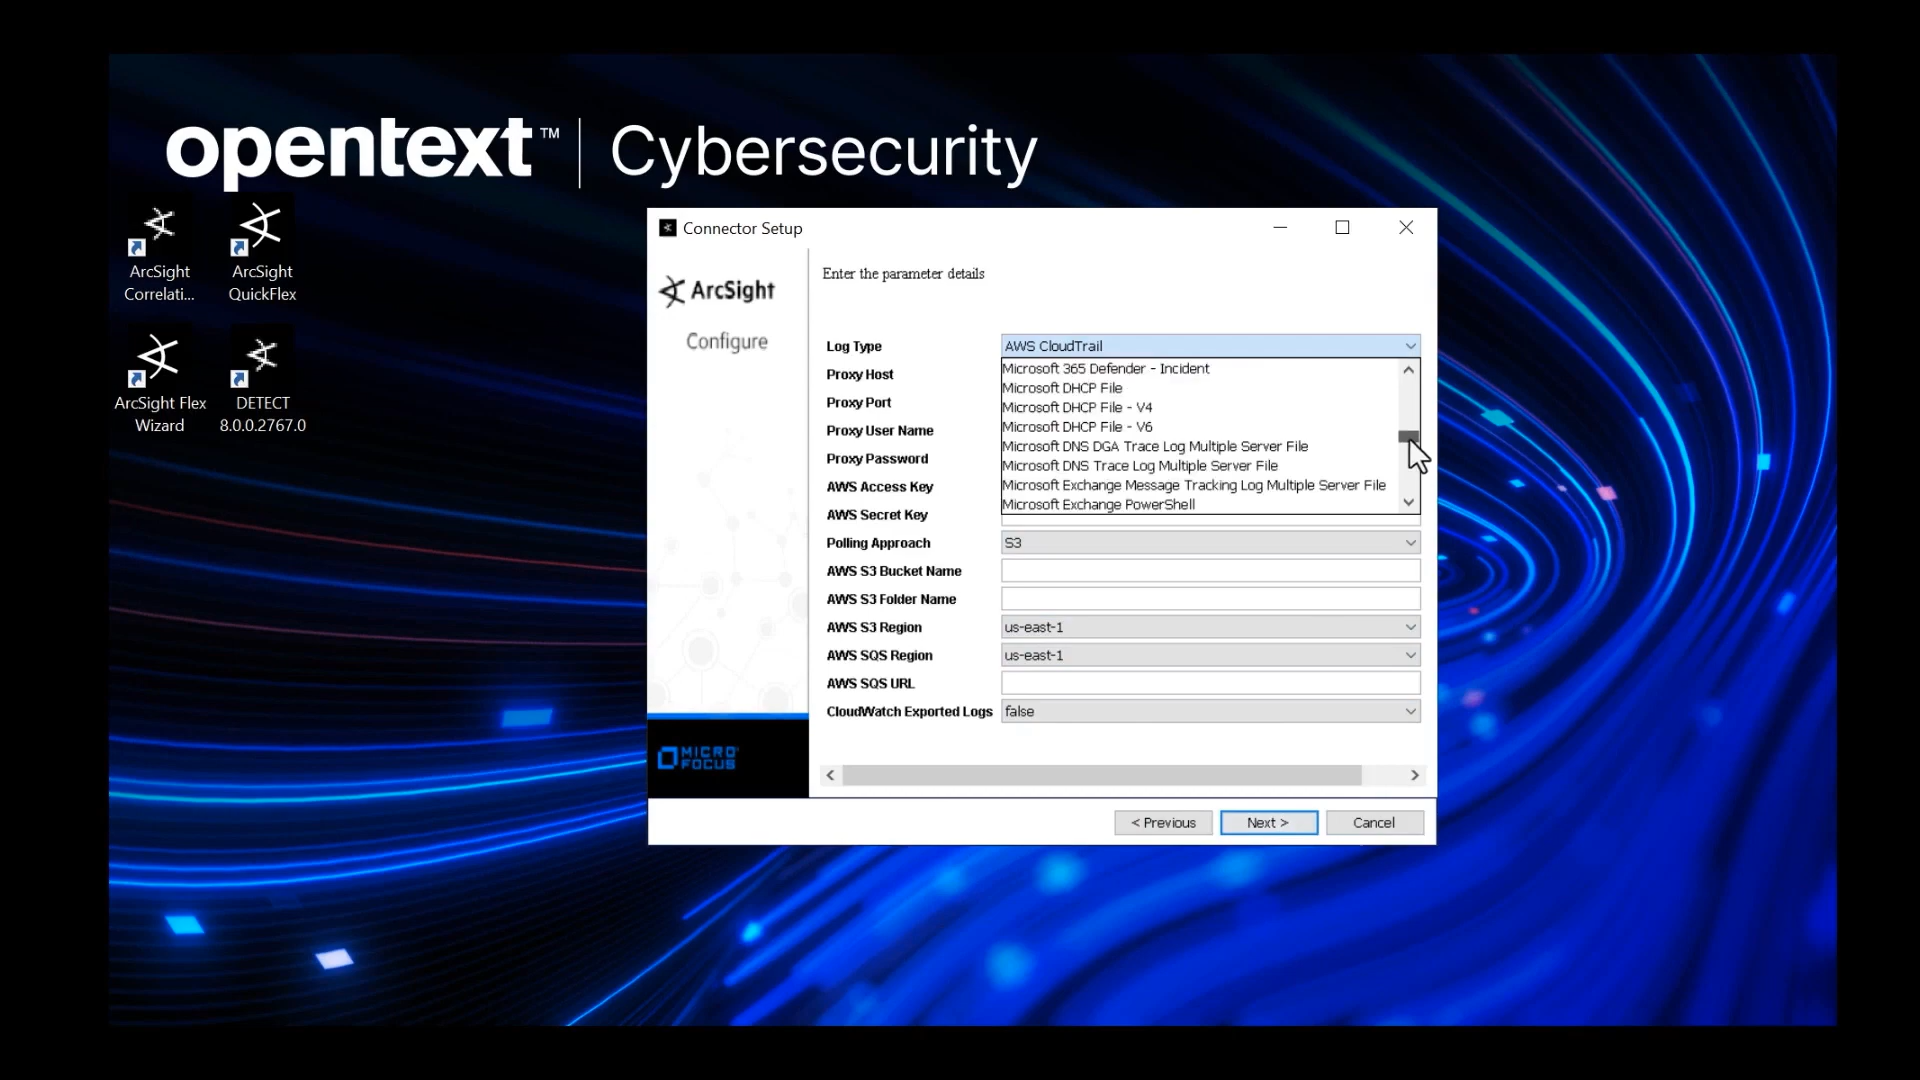 opentext™ | Cybersecurity
ArcSight
Correlati...
ArcSight
QuickFlex
ArcSight Flex
Wizard
DETECT
8.0.0.2767.0
Connector Setup
ArcSight
Configure
Enter the parameter details
Log Type AWS CloudTrail
Proxy Host
Proxy Port
Proxy User Name
Proxy Password
AWS Access Key
AWS Secret Key
Microsoft 365 Defender - Incident
Microsoft DHCP File
Microsoft DHCP File - V4
Microsoft DHCP File - V6
Microsoft DNS DGA Trace Log Multiple Server File
Microsoft DNS Trace Log Multiple Server File
Microsoft Exchange Message Tracking Log Multiple Server File
Microsoft Exchange PowerShell
Polling Approach S3
AWS S3 Bucket Name
AWS S3 Folder Name
AWS S3 Region us-east-1
AWS SQS Region us-east-1
AWS SQS URL
CloudWatch Exported Logs false
MICRO
FOCUS
< Previous Next > Cancel